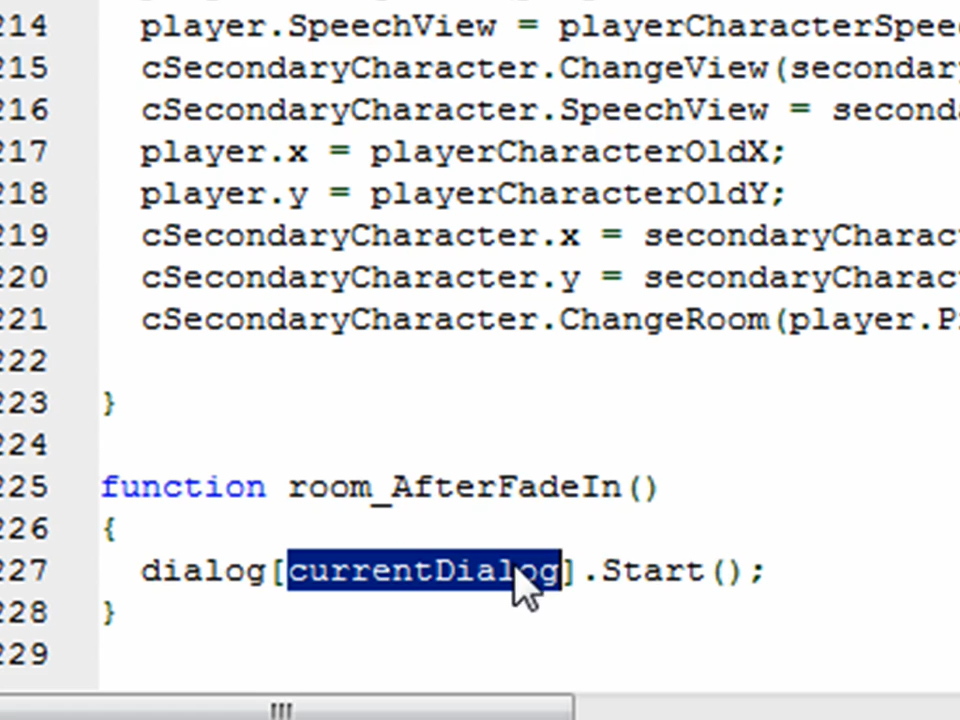 214 player.SpeechView = playerCharacterSpee
215 cSecondaryCharacter.ChangeView(secondar
216 cSecondaryCharacter.SpeechView = seconda
217 player.x = playerCharacterOldX;
218 player.y = playerCharacterOldY;
219 cSecondaryCharacter.x = secondaryCharac
220 cSecondaryCharacter.y = secondaryCharact
221 cSecondaryCharacter.ChangeRoom(player.P
222
223 }
224
225 function room_AfterFadeIn()
226 {
227 dialog[currentDialog].Start();
228 }
229